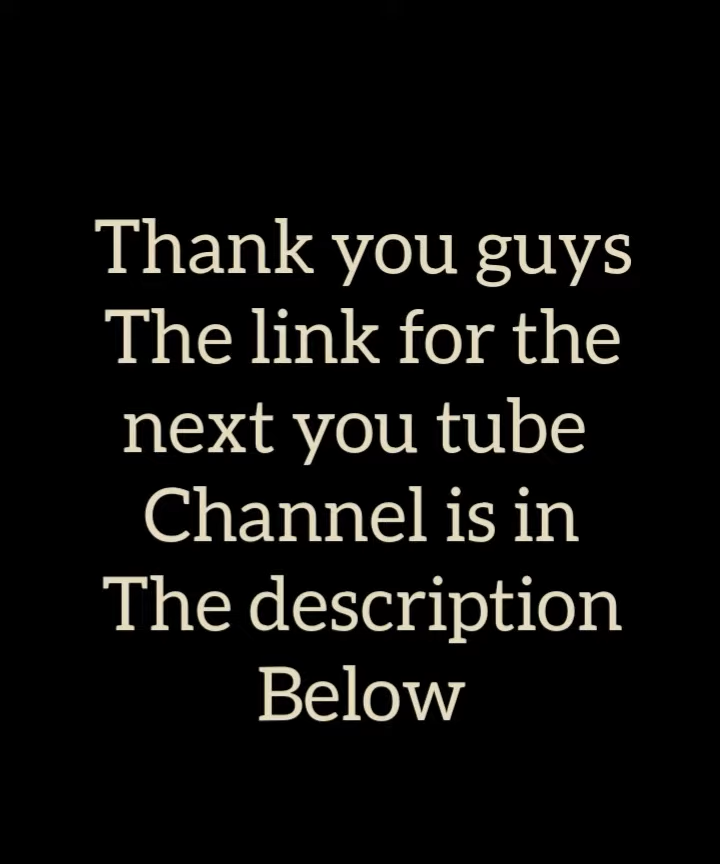 Thank you guys
The link for the
next you tube
Channel is in
The description
Below